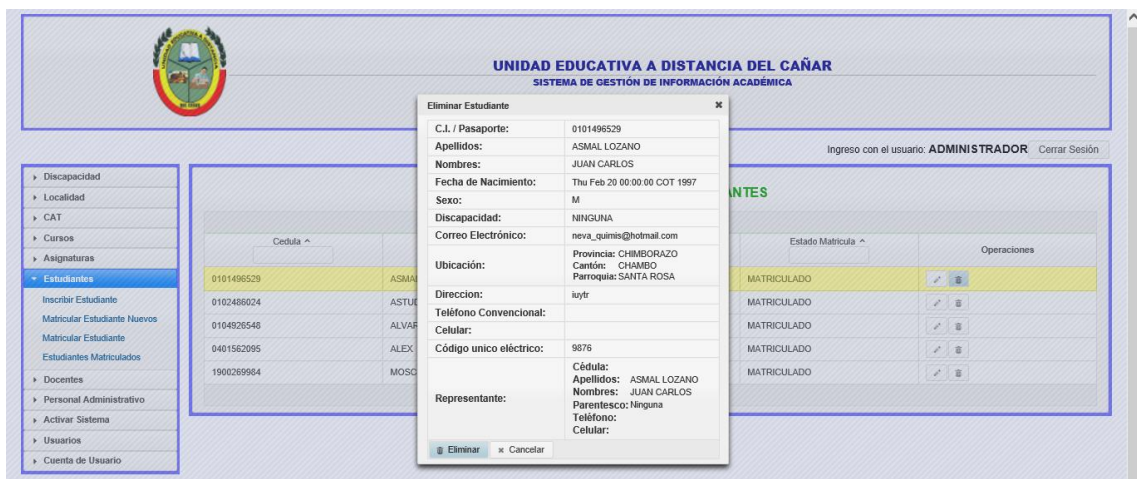 UNIDAD EDUCATIVA A DISTANCIA DEL CAÑAR
SISTEMA DE GESTIÓN DE INFORMACIÓN ACADÉMICA
Ingreso con el usuario: ADMINISTRADOR Cerrar Sesión
Discapacidad
Localidad
CAT
Cursos
Asignaturas
Estudiantes
Inscribir Estudiante
Matricular Estudiante Nuevos
Matricular Estudiante
Estudiantes Matriculados
Docentes
Personal Administrativo
Activar Sistema
Usuarios
Cuenta de Usuario
NTES
Cedula Estado Matricula Operaciones
0101496529 ASMA MATRICULADO
0102486024 ASTUD MATRICULADO
0104926548 ALVAR MATRICULADO
0401562095 ALEX MATRICULADO
1900269984 MOSC MATRICULADO
Eliminar Estudiante
C.I. / Pasaporte: 0101496529
Apellidos: ASMAL LOZANO
Nombres: JUAN CARLOS
Fecha de Nacimiento: Thu Feb 20 00:00:00 COT 1997
Sexo: M
Discapacidad: NINGUNA
Correo Electrónico: neva_quimis@hotmail.com
Ubicación:
Provincia: CHIMBORAZO
Cantón: CHAMBO
Parroquia: SANTA ROSA
Direccion: iuytr
Teléfono Convencional:
Celular:
Código unico eléctrico: 9876
Representante:
Cédula:
Apellidos: ASMAL LOZANO
Nombres: JUAN CARLOS
Parentesco: Ninguna
Teléfono:
Celular:
Eliminar Cancelar